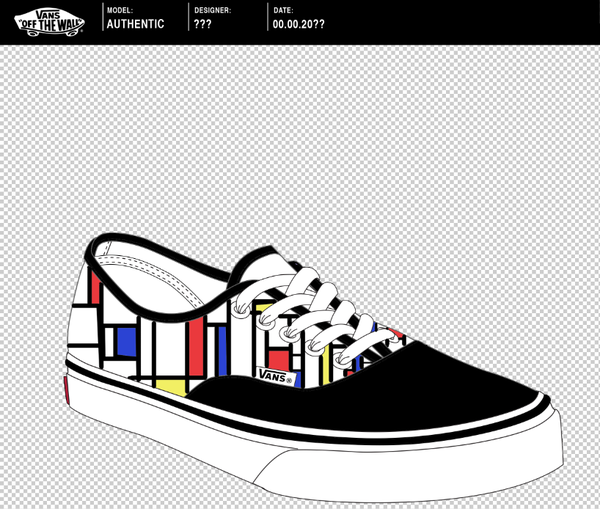 VANS
"OFF THE WALL"
MODEL:
AUTHENTIC
DESIGNER:
???
DATE:
00.00.20??
VANS®